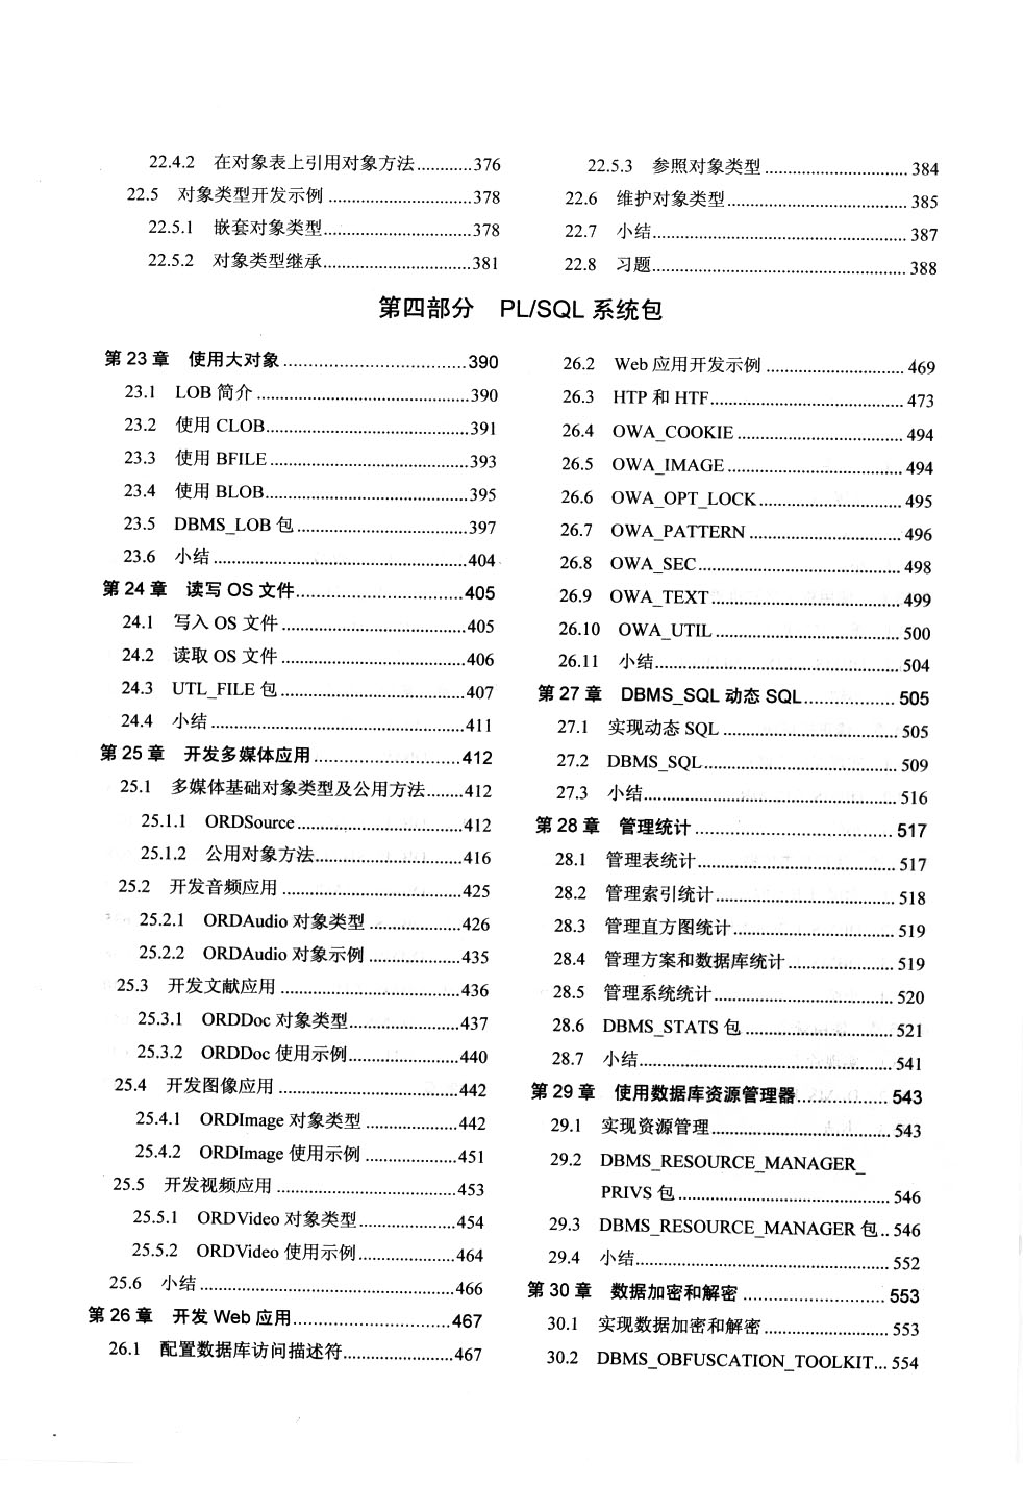 22.4.2 在对象表上引用对象方法............376
22.5 对象类型开发示例...............................378
22.5.1 嵌套对象类型................................378
22.5.2 对象类型继承................................381
22.5.3 参照对象类型................................384
22.6 维护对象类型.......................................385
22.7 小结.......................................................387
22.8 习题.......................................................388
第四部分 PL/SQL 系统包
第 23 章 使用大对象.......................................390
23.1 LOB 简介..............................................390
23.2 使用 CLOB............................................391
23.3 使用 BFILE...........................................393
23.4 使用 BLOB............................................395
23.5 DBMS_LOB 包.....................................397
23.6 小结.......................................................404
第 24 章 读写 OS 文件....................................405
24.1 写入 OS 文件........................................405
24.2 读取 OS 文件........................................406
24.3 UTL_FILE 包........................................407
24.4 小结.......................................................411
第 25 章 开发多媒体应用...............................412
25.1 多媒体基础对象类型及公用方法........412
25.1.1 ORDSource....................................412
25.1.2 公用对象方法................................416
25.2 开发音频应用.......................................425
25.2.1 ORDAudio 对象类型....................426
25.2.2 ORDAudio 对象示例....................435
25.3 开发文献应用.......................................436
25.3.1 ORDDoc 对象类型........................437
25.3.2 ORDDoc 使用示例........................440
25.4 开发图像应用.......................................442
25.4.1 ORDImage 对象类型....................442
25.4.2 ORDImage 使用示例....................451
25.5 开发视频应用.......................................453
25.5.1 ORDVideo 对象类型.....................454
25.5.2 ORDVideo 使用示例.....................464
25.6 小结.......................................................466
第 26 章 开发 Web 应用..................................467
26.1 配置数据库访问描述符........................467
26.2 Web 应用开发示例..............................469
26.3 HTP 和 HTF..........................................473
26.4 OWA_COOKIE....................................494
26.5 OWA_IMAGE......................................494
26.6 OWA_OPT_LOCK...............................495
26.7 OWA_PATTERN.................................496
26.8 OWA_SEC............................................498
26.9 OWA_TEXT.........................................499
26.10 OWA_UTIL........................................500
26.11 小结.....................................................504
第 27 章 DBMS_SQL 动态 SQL....................505
27.1 实现动态 SQL......................................505
27.2 DBMS_SQL..........................................509
27.3 小结.......................................................516
第 28 章 管理统计...........................................517
28.1 管理表统计...........................................517
28.2 管理索引统计.......................................518
28.3 管理直方图统计...................................519
28.4 管理方案和数据库统计.......................519
28.5 管理系统统计.......................................520
28.6 DBMS_STATS 包.................................521
28.7 小结.......................................................541
第 29 章 使用数据库资源管理器....................543
29.1 实现资源管理.......................................543
29.2 DBMS_RESOURCE_MANAGER_
PRIVS 包..............................................546
29.3 DBMS_RESOURCE_MANAGER 包..546
29.4 小结.......................................................552
第 30 章 数据加密和解密...............................553
30.1 实现数据加密和解密...........................553
30.2 DBMS_OBFUSCATION_TOOLKIT...554